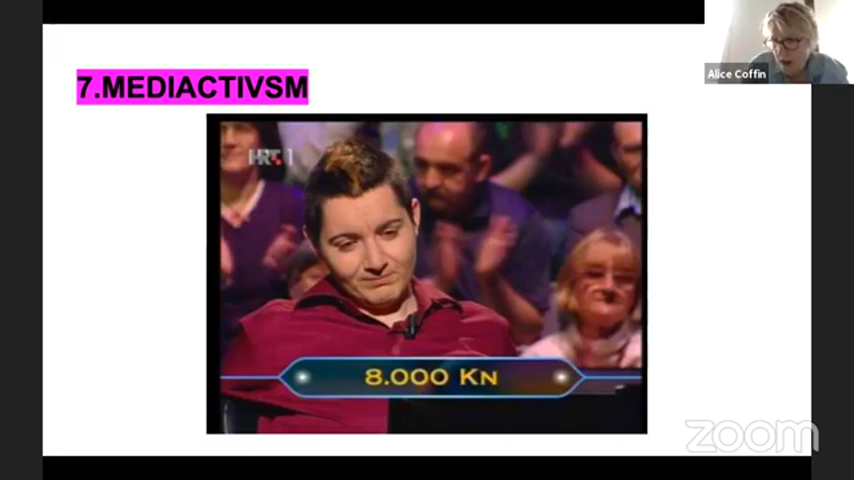 Alice Coffin
7.MEDIACTIVSM
HRT 1
8.000 KN
zoom